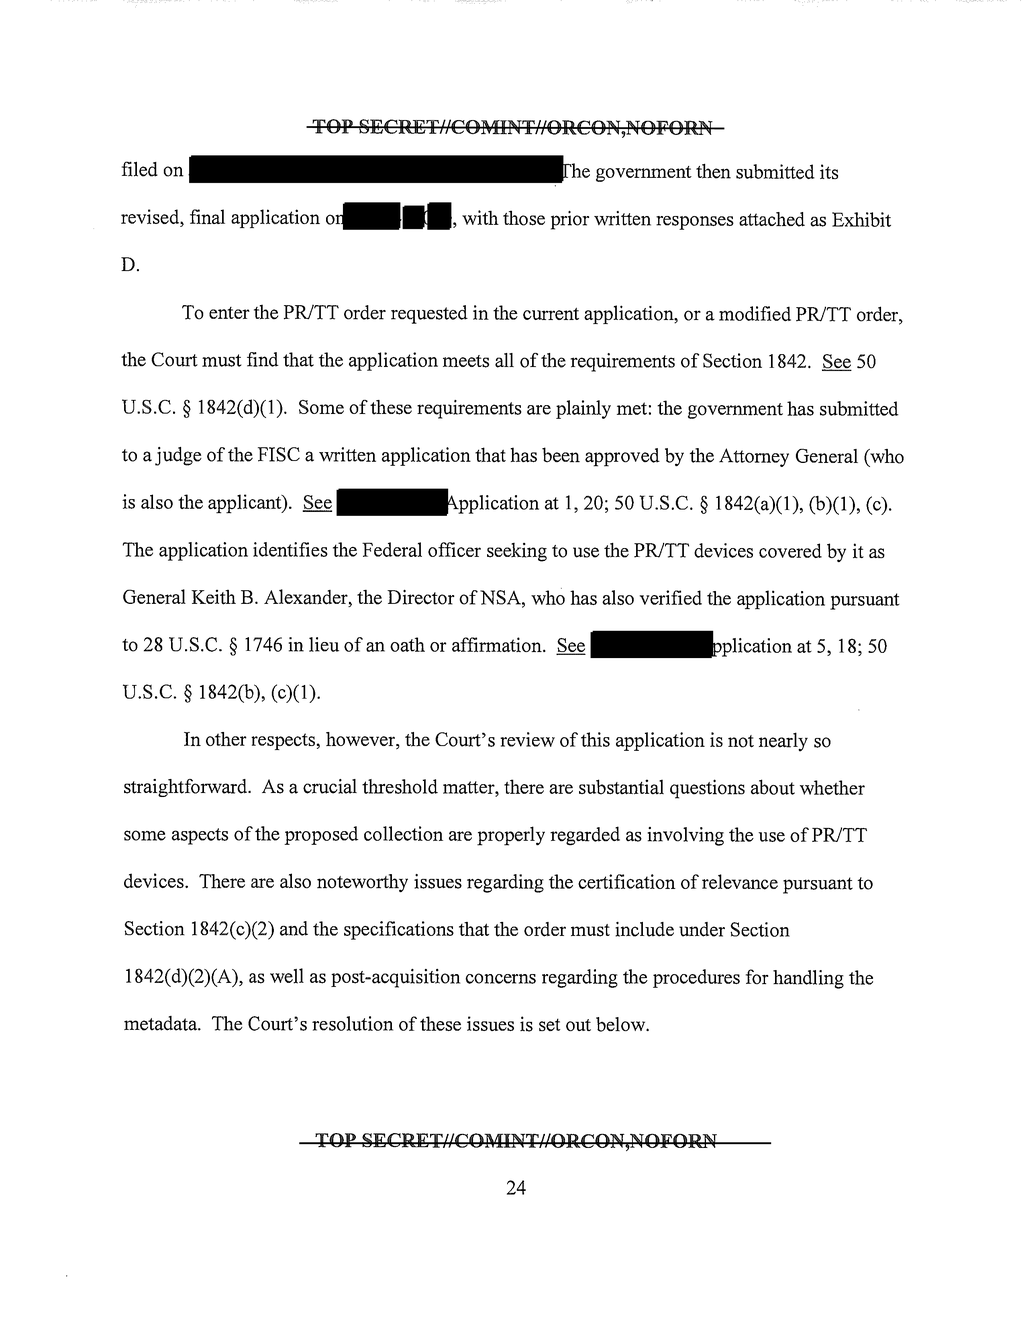 TOP SECRET//COMINT//ORCON,NOFORN
filed on The government then submitted its
revised, final application on , with those prior written responses attached as Exhibit
D.
To enter the PR/TT order requested in the current application, or a modified PR/TT order,
the Court must find that the application meets all of the requirements of Section 1842. See 50
U.S.C. § 1842(d)(1). Some of these requirements are plainly met: the government has submitted
to a judge of the FISC a written application that has been approved by the Attorney General (who
is also the applicant). See Application at 1, 20; 50 U.S.C. § 1842(a)(1), (b)(1), (c).
The application identifies the Federal officer seeking to use the PR/TT devices covered by it as
General Keith B. Alexander, the Director of NSA, who has also verified the application pursuant
to 28 U.S.C. § 1746 in lieu of an oath or affirmation. See pplication at 5, 18; 50
U.S.C. § 1842(b), (c)(1).
In other respects, however, the Court's review of this application is not nearly so
straightforward. As a crucial threshold matter, there are substantial questions about whether
some aspects of the proposed collection are properly regarded as involving the use of PR/TT
devices. There are also noteworthy issues regarding the certification of relevance pursuant to
Section 1842(c)(2) and the specifications that the order must include under Section
1842(d)(2)(A), as well as post-acquisition concerns regarding the procedures for handling the
metadata. The Court's resolution of these issues is set out below.
TOP SECRET//COMINT//ORCON,NOFORN
24